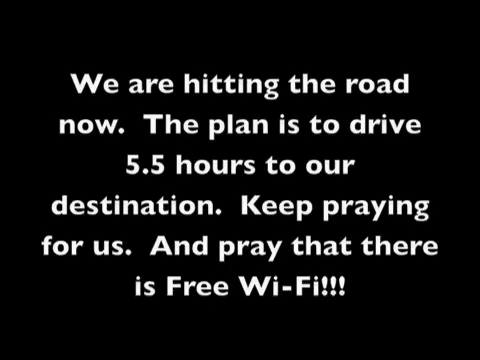 We are hitting the road
now.  The plan is to drive
5.5 hours to our
destination.  Keep praying
for us.  And pray that there
is Free Wi-Fi!!!